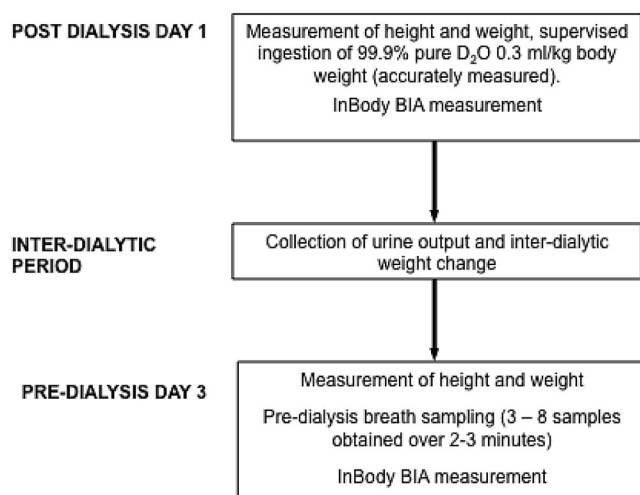 POST DIALYSIS DAY 1
Measurement of height and weight, supervised
ingestion of 99.9% pure D₂O 0.3 ml/kg body
weight (accurately measured).
InBody BIA measurement
INTER-DIALYTIC
PERIOD
Collection of urine output and inter-dialytic
weight change
PRE-DIALYSIS DAY 3
Measurement of height and weight
Pre-dialysis breath sampling (3 – 8 samples
obtained over 2-3 minutes)
InBody BIA measurement